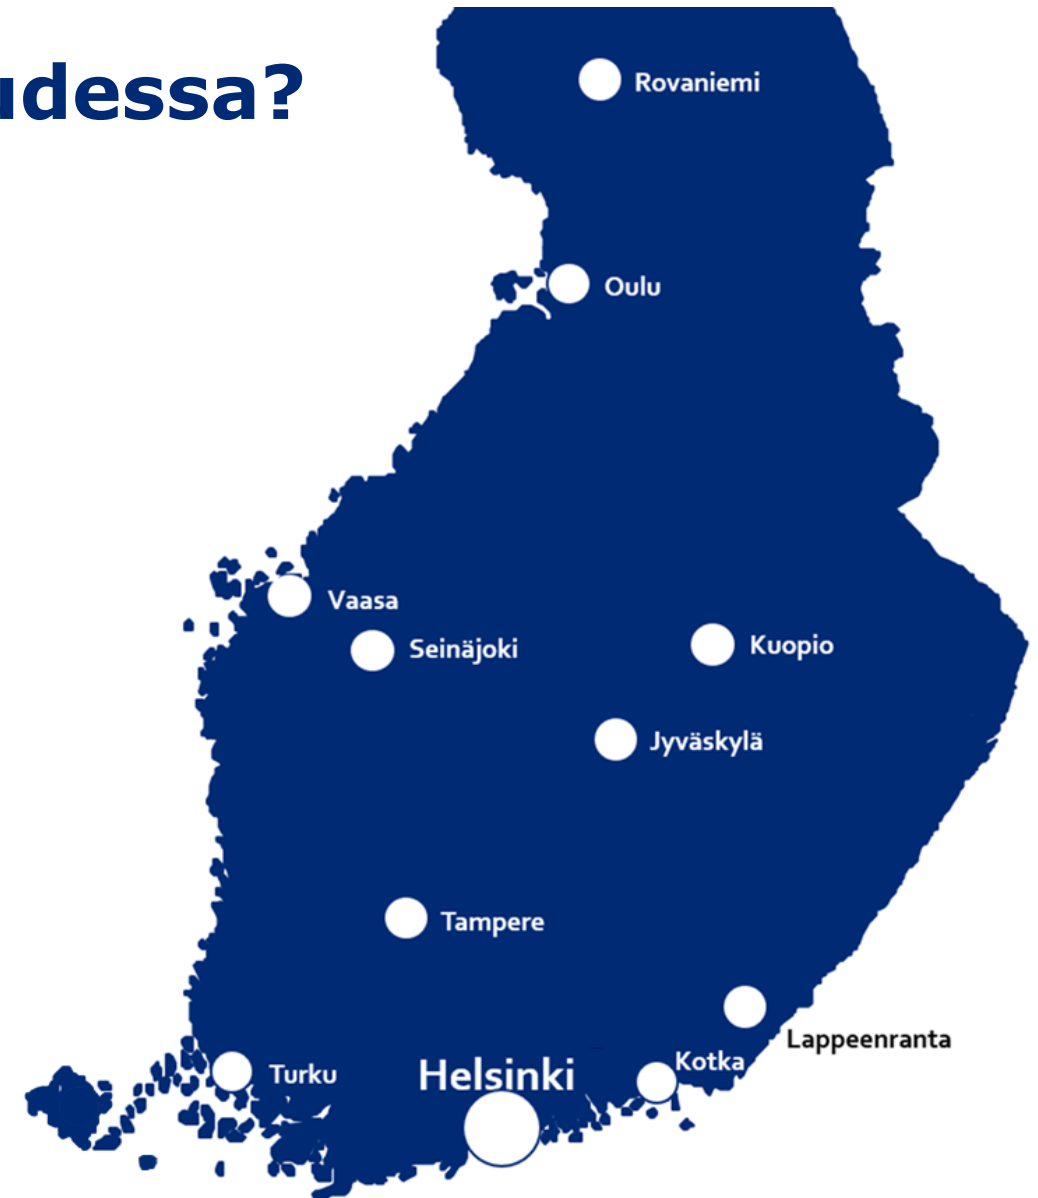 udessa?
Rovaniemi
Oulu
Vaasa
Seinäjoki
Kuopio
Jyväskylä
Tampere
Lappeenranta
Kotka
Helsinki
Turku